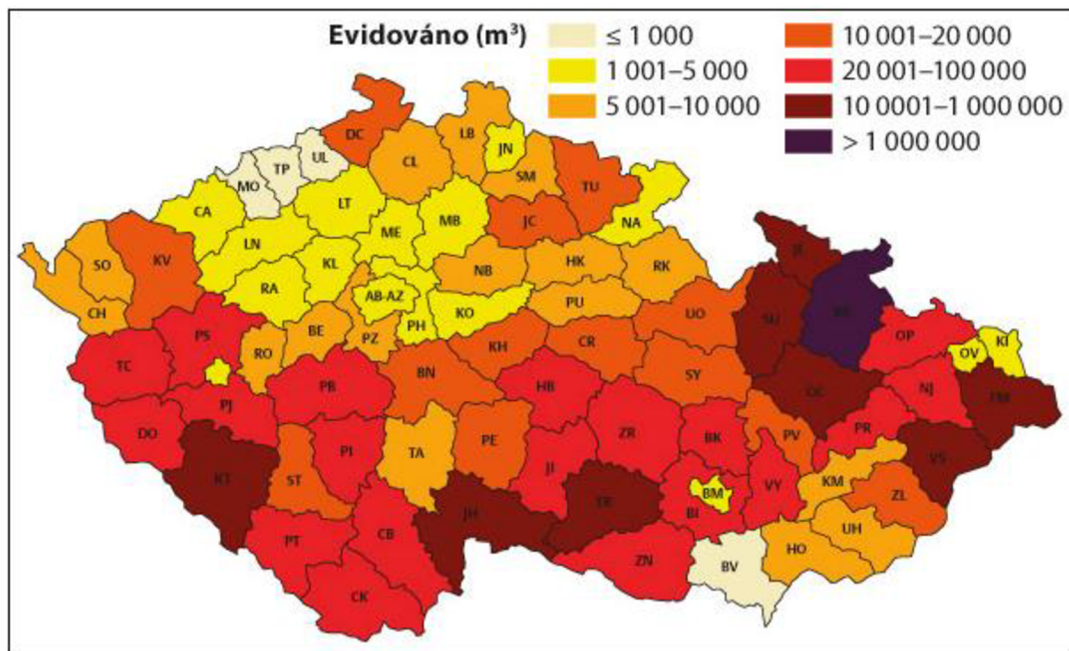 Evidováno (m³)
≤ 1 000
10 001–20 000
1 001–5 000
20 001–100 000
5 001–10 000
10 0001–1 000 000
> 1 000 000
DC
LB
JN
CL
UL
TP
MO
SM
TU
CA
LT
MB
JC
NA
ME
LN
KV
SO
KL
NB
HK
RK
RA
AB-AZ
KO
PU
CH
PH
BE
PZ
UO
PS
RO
KH
CR
OP
OV
KI
TC
BN
SY
PB
HB
NJ
PJ
DO
PE
ZR
BK
PV
PR
VS
PI
TA
JI
KT
ST
KM
BM
VY
ZL
TR
BI
JH
UH
CB
PT
HO
ZN
BV
CK